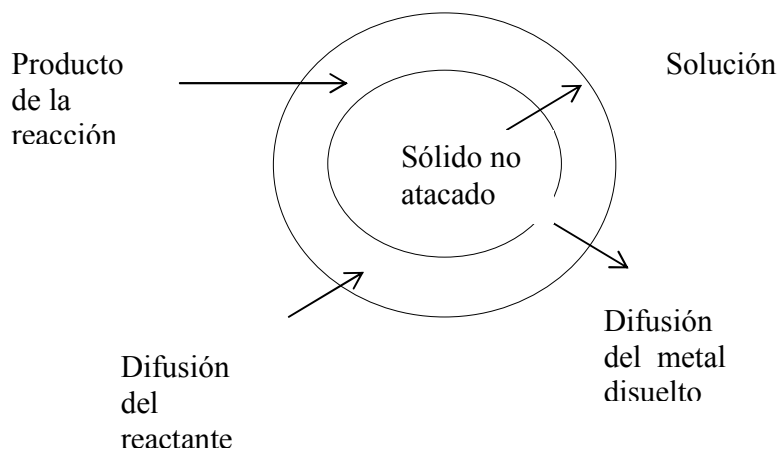 Producto
de la
reacción
Solución
Sólido no
atacado
Difusión
del
reactante
Difusión
del metal
disuelto